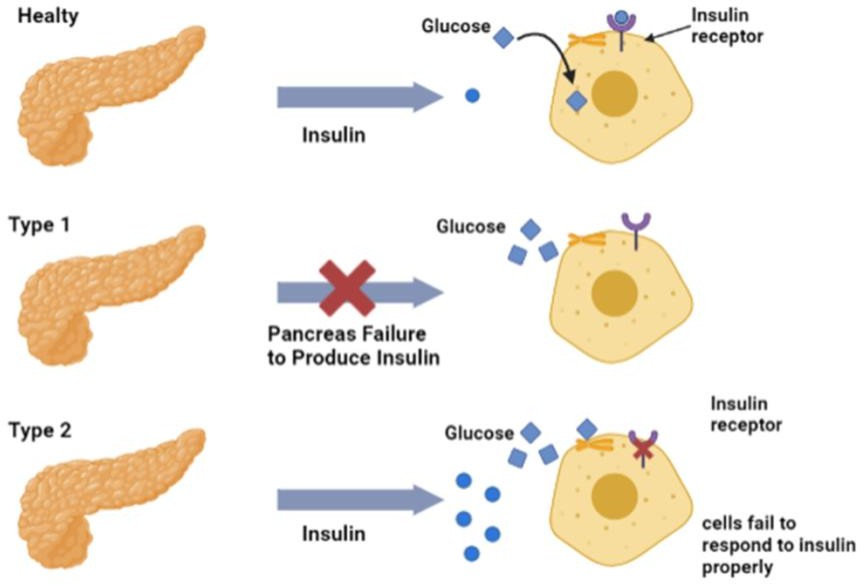 Healty
Glucose
Insulin
receptor
Insulin
Type 1
Glucose
Pancreas Failure
to Produce Insulin
Type 2
Glucose
Insulin
receptor
Insulin
cells fail to
respond to insulin
properly